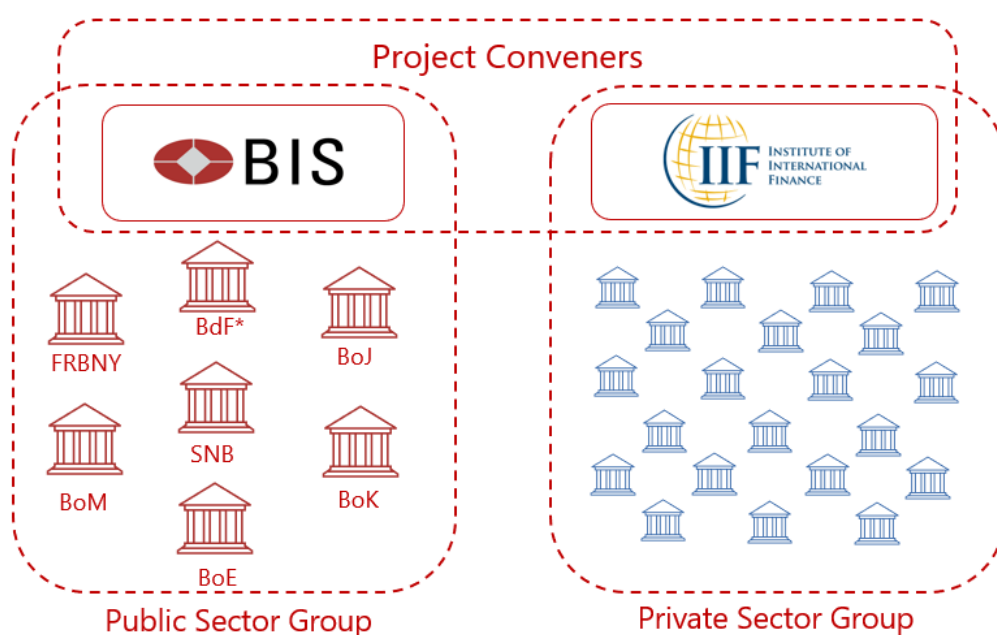 Project Conveners
BIS
IIF
INSTITUTE OF
INTERNATIONAL
FINANCE
FRBNY
BdF*
BoJ
SNB
BoM
BoK
BoE
Public Sector Group
Private Sector Group